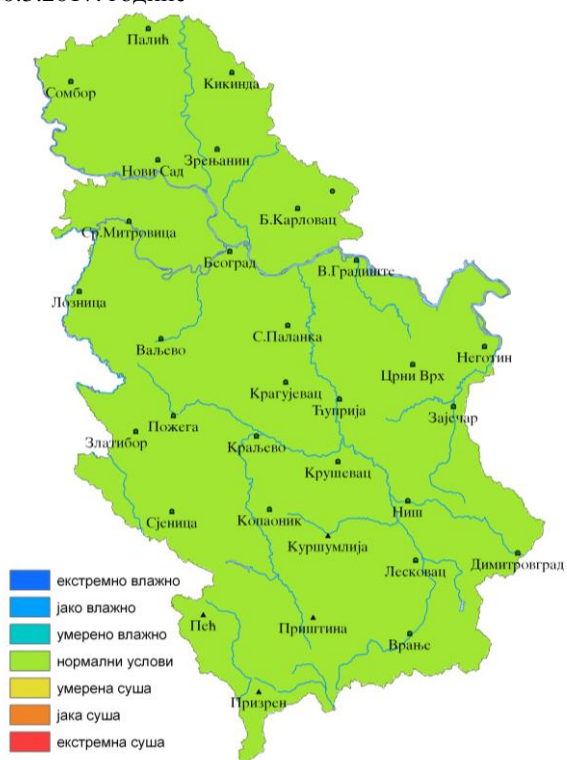 Палић
Сомбор
Кикинда
Зрењанин
Нови Сад
Б.Карловац
Ср.Митровица
Београд
В.Градиште
Лозница
С.Паланка
Ваљево
Неготин
Црни Врх
Крагујевац
Ћуприја
Зајечар
Пожега
Златибор
Краљево
Крушевац
Ниш
Сјеница
Копаоник
Куршумлија
Димитровград
Лесковац
Пећ
Приштина
Врање
Призрен
екстремно влажно
јако влажно
умерено влажно
нормални услови
умерена суша
јака суша
екстремна суша